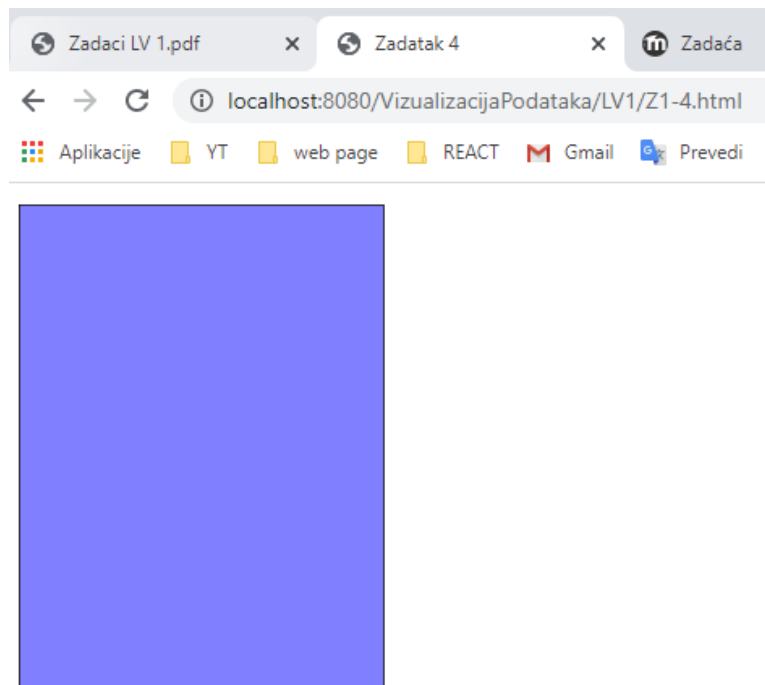 Zadaci LV 1.pdf Zadatak 4 Zadaća
localhost:8080/VizualizacijaPodataka/LV1/Z1-4.html
Aplikacije YT web page REACT Gmail Prevedi